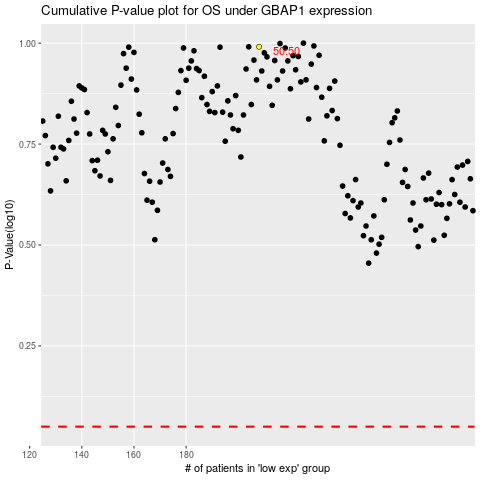 Cumulative P-value plot for OS under GBAP1 expression
1.00
0.75
0.50
0.25
50:50
P-Value(log10)
120 140 160 180
# of patients in 'low exp' group